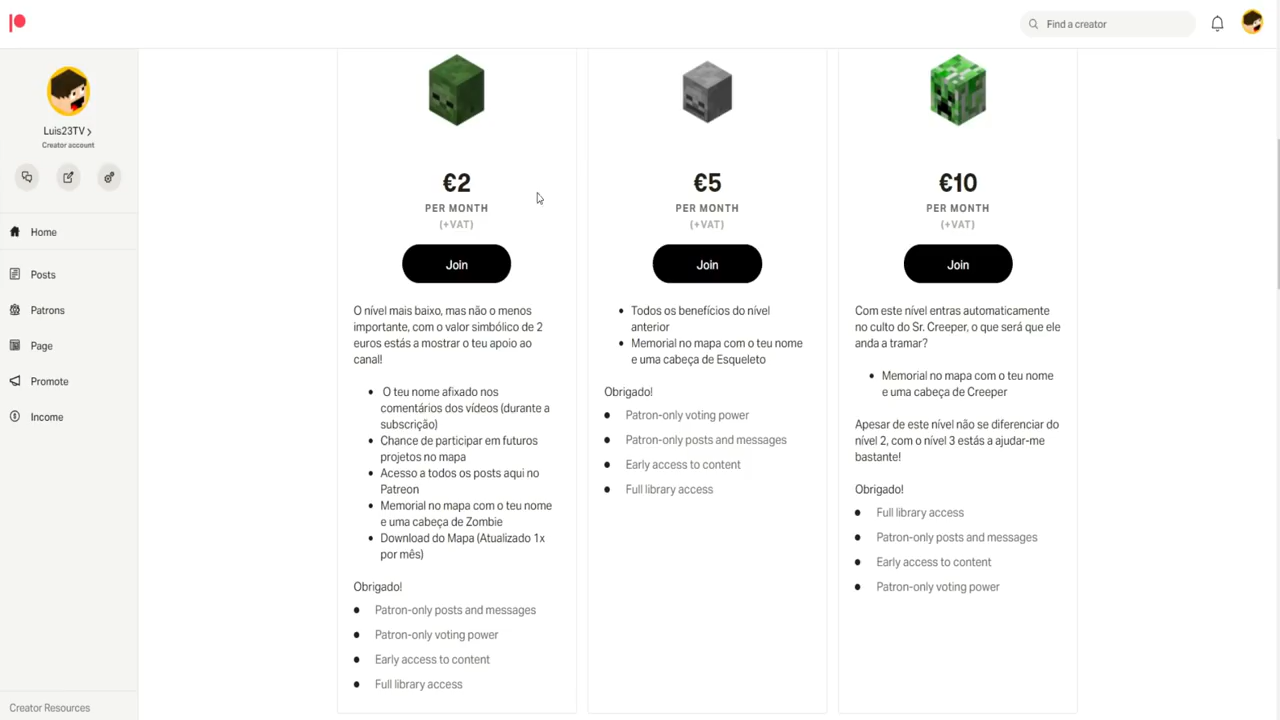 Find a creator
Luis23TV
Creator account
Home
Posts
Patrons
Page
Promote
Income
Creator Resources
€2
PER MONTH
(+VAT)
Join
O nível mais baixo, mas não o menos
importante, com o valor simbólico de 2
euros estás a mostrar o teu apoio ao
canal!
O teu nome afixado nos
comentários dos vídeos (durante a
subscrição)
Chance de participar em futuros
projetos no mapa
Acesso a todos os posts aqui no
Patreon
Memorial no mapa com o teu nome
e uma cabeça de Zombie
Download do Mapa (Atualizado 1x
por mês)
Obrigado!
Patron-only posts and messages
Patron-only voting power
Early access to content
Full library access
€5
PER MONTH
(+VAT)
Join
Todos os benefícios do nível
anterior
Memorial no mapa com o teu nome
e uma cabeça de Esqueleto
Obrigado!
Patron-only voting power
Patron-only posts and messages
Early access to content
Full library access
€10
PER MONTH
(+VAT)
Join
Com este nível entras automaticamente
no culto do Sr. Creeper, o que será que ele
anda a tramar?
Memorial no mapa com o teu nome
e uma cabeça de Creeper
Apesar de este nível não se diferenciar do
nível 2, com o nível 3 estás a ajudar-me
bastante!
Obrigado!
Full library access
Patron-only posts and messages
Early access to content
Patron-only voting power